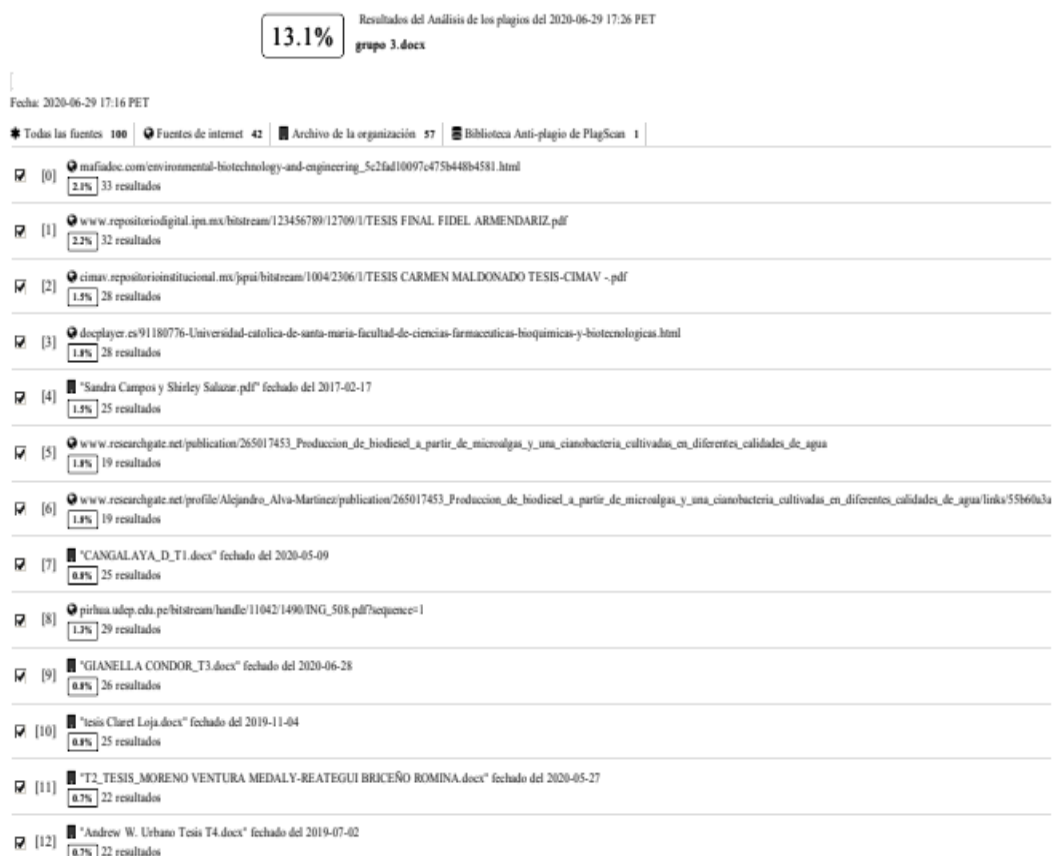 13.1%
Resultados del Análisis de los plagios del 2020-06-29 17:26 PET
grupo 3.docx
Fecha: 2020-06-29 17:16 PET
Todas las fuentes 100 Fuentes de internet 42 Archivo de la organización 57 Biblioteca Anti-plagio de PlagScan 1
[0] mafiadoc.com/environmental-biotechnology-and-engineering_5c2fad10097c475b448b4581.html
2.1% 33 resultados
[1] www.repositoriodigital.ipn.mx/bitstream/123456789/12709/1/TESIS FINAL FIDEL ARMENDARIZ.pdf
2.2% 32 resultados
[2] cimav.repositorioinstitucional.mx/jspui/bitstream/1004/2306/1/TESIS CARMEN MALDONADO TESIS-CIMAV -.pdf
1.5% 28 resultados
[3] docplayer.es/91180776-Universidad-catolica-de-santa-maria-facultad-de-ciencias-farmaceuticas-bioquimicas-y-biotecnologicas.html
1.8% 28 resultados
[4] "Sandra Campos y Shirley Salazar.pdf" fechado del 2017-02-17
1.5% 25 resultados
[5] www.researchgate.net/publication/265017453_Produccion_de_biodiesel_a_partir_de_microalgas_y_una_cianobacteria_cultivadas_en_diferentes_calidades_de_agua
1.8% 19 resultados
[6] www.researchgate.net/profile/Alejandro_Alva-Martinez/publication/265017453_Produccion_de_biodiesel_a_partir_de_microalgas_y_una_cianobacteria_cultivadas_en_diferentes_calidades_de_agua/links/55b60a3a
1.8% 19 resultados
[7] "CANGALAYA_D_T1.docx" fechado del 2020-05-09
0.8% 25 resultados
[8] pirhua.udep.edu.pe/bitstream/handle/11042/1490/ING_508.pdf?sequence=1
1.3% 29 resultados
[9] "GIANELLA CONDOR_T3.docx" fechado del 2020-06-28
0.8% 26 resultados
[10] "tesis Claret Loja.docx" fechado del 2019-11-04
0.8% 25 resultados
[11] "T2_TESIS_MORENO VENTURA MEDALY-REATEGUI BRICEÑO ROMINA.docx" fechado del 2020-05-27
0.7% 22 resultados
[12] "Andrew W. Urbano Tesis T4.docx" fechado del 2019-07-02
0.7% 22 resultados